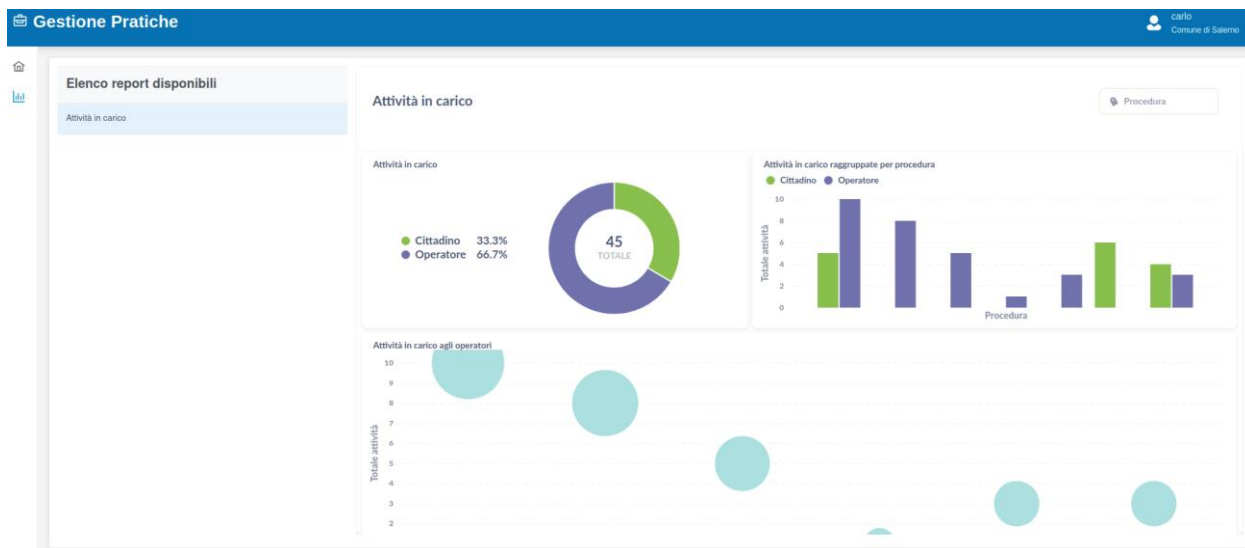 Gestione Pratiche
carlo
Comune di Salerno
Elenco report disponibili
Attività in carico
Attività in carico
Procedura
Attività in carico
Cittadino 33.3%
Operatore 66.7%
45
TOTALE
Attività in carico raggruppate per procedura
Cittadino Operatore
Totale attività
10
8
6
4
2
0
Procedura
Attività in carico agli operatori
Totale attività
10
9
8
7
6
5
4
3
2